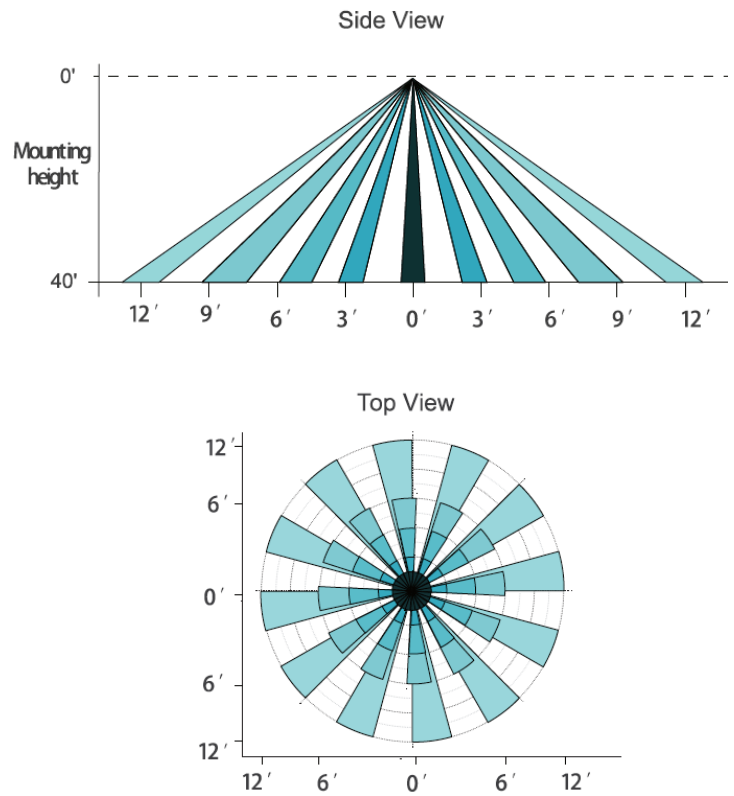 Side View
0'
Mounting
height
40'
12′ 9′ 6′ 3′ 0′ 3′ 6′ 9′ 12′
Top View
12′
6′
0′
6′
12′
12′ 6′ 0′ 6′ 12′